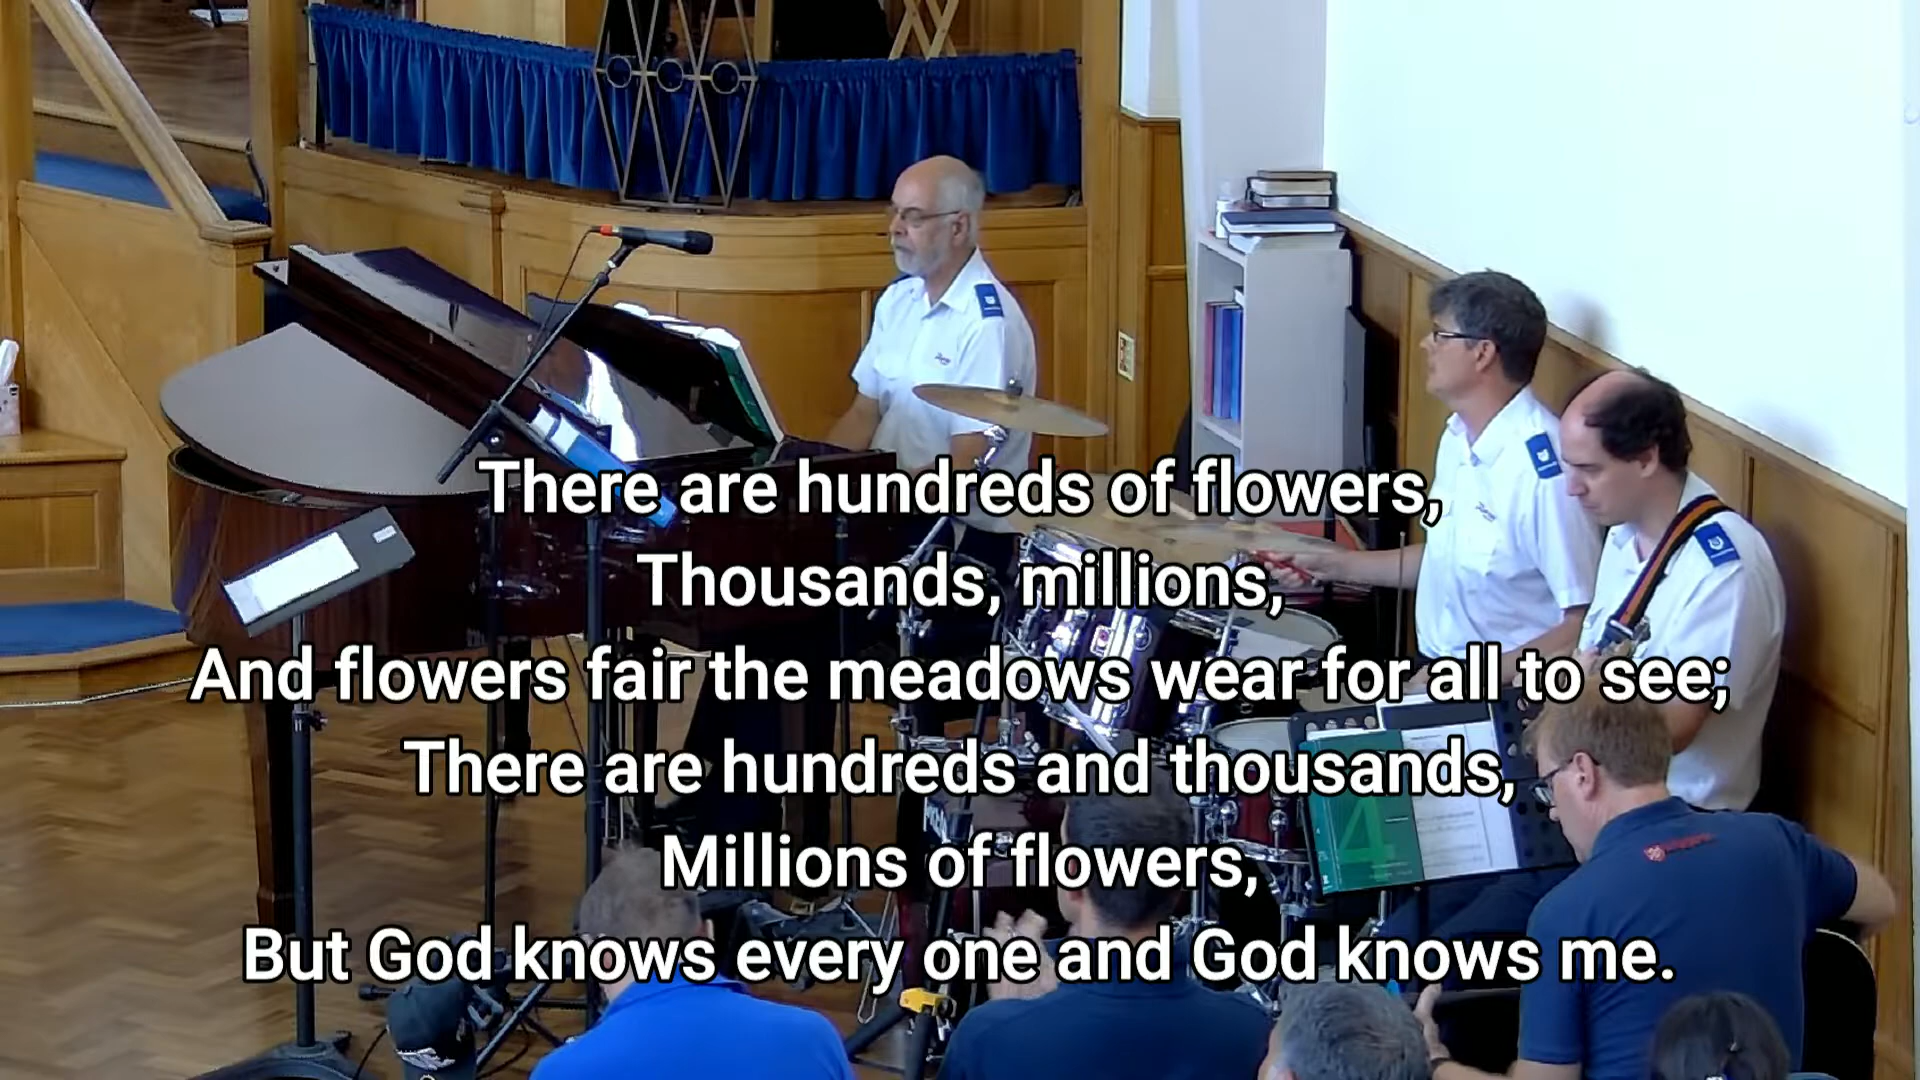 There are hundreds of flowers,
Thousands, millions,
And flowers fair the meadows wear for all to see;
There are hundreds and thousands,
Millions of flowers,
But God knows every one and God knows me.
4